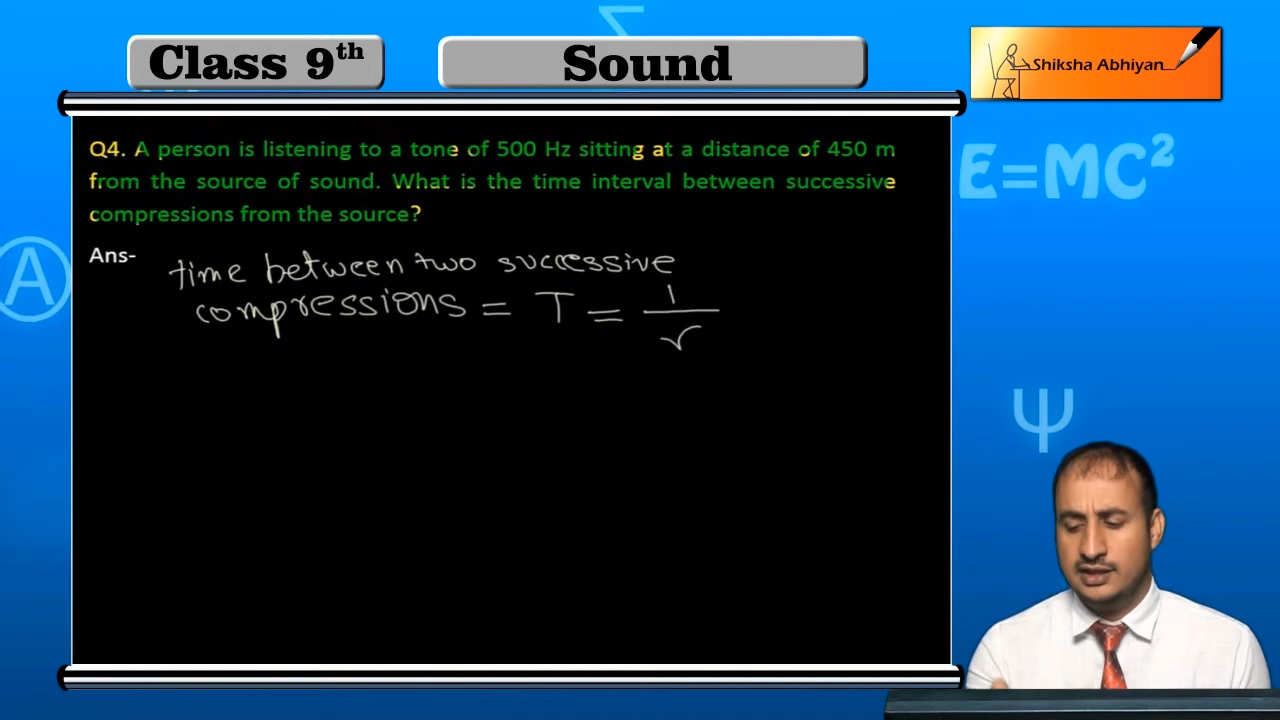 Class 9th
Sound
Shiksha Abhiyan
Q4. A person is listening to a tone of 500 Hz sitting at a distance of 450 m
from the source of sound. What is the time interval between successive
compressions from the source?
Ans-
time between two successive
compressions = T = 1/ν
E=MC²
A
Σ
Ψ